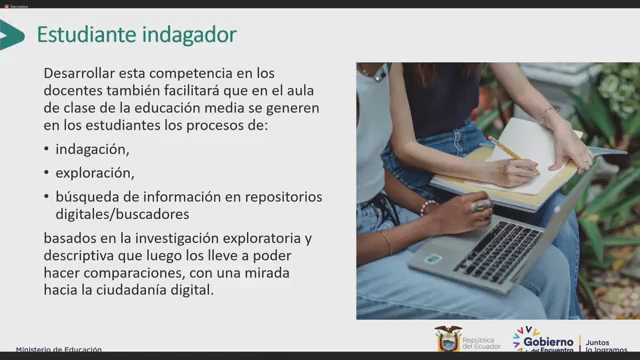 Estudiante indagador
Desarrollar esta competencia en los
docentes también facilitará que en el aula
de clase de la educación media se generen
en los estudiantes los procesos de:
• indagación,
• exploración,
• búsqueda de información en repositorios
digitales/buscadores
basados en la investigación exploratoria y
descriptiva que luego los lleve a poder
hacer comparaciones, con una mirada
hacia la ciudadanía digital.
Ministerio de Educación
República
del Ecuador
Gobierno
del Encuentro
Juntos
lo logramos